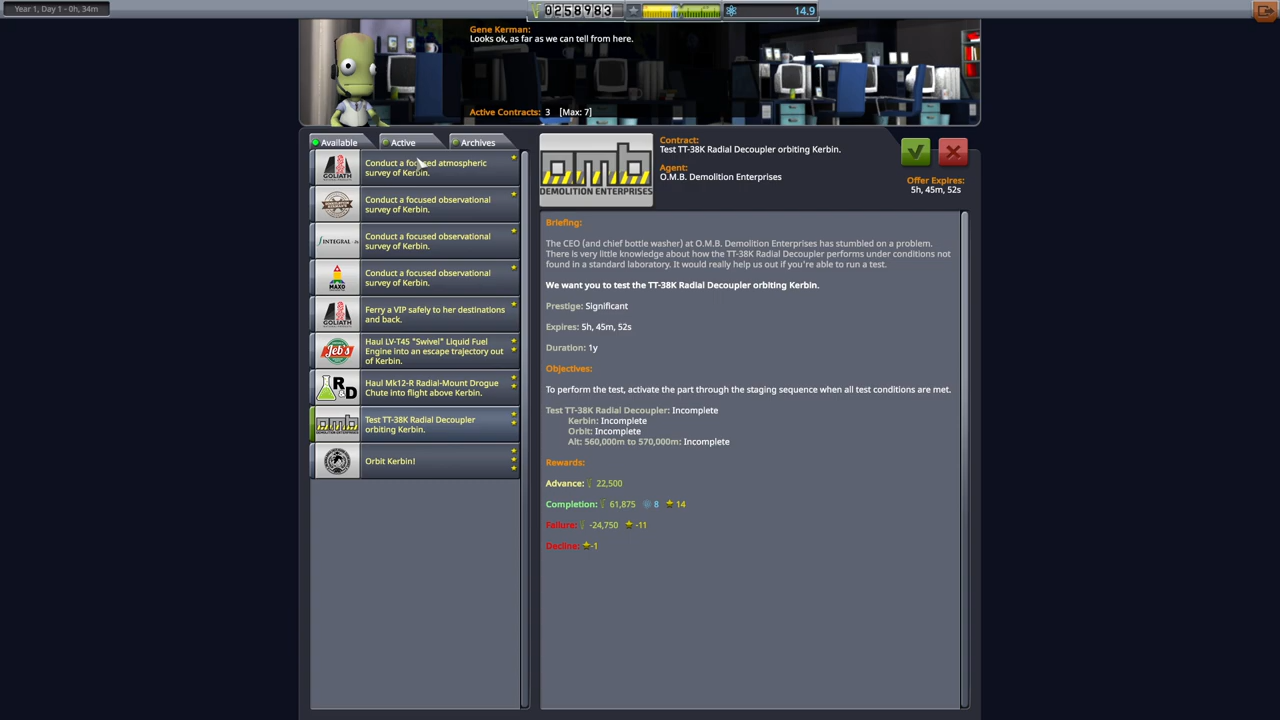 Year 1, Day 1 - 0h, 34m
0258983
14.9
Gene Kerman:
Looks ok, as far as we can tell from here.
Active Contracts: 3 [Max: 7]
Available
Active
Archives
GOLIATH
Conduct a focused atmospheric
survey of Kerbin.
Conduct a focused observational
survey of Kerbin.
INTEGRAL
Conduct a focused observational
survey of Kerbin.
MAXO
Conduct a focused observational
survey of Kerbin.
GOLIATH
Ferry a VIP safely to her destinations
and back.
Jeb's
Haul LV-T45 "Swivel" Liquid Fuel
Engine into an escape trajectory out
of Kerbin.
R&D
Haul Mk12-R Radial-Mount Drogue
Chute into flight above Kerbin.
omb
Test TT-38K Radial Decoupler
orbiting Kerbin.
Orbit Kerbin!
omb
DEMOLITION ENTERPRISES
Contract:
Test TT-38K Radial Decoupler orbiting Kerbin.
Agent:
O.M.B. Demolition Enterprises
Offer Expires:
5h, 45m, 52s
Briefing:
The CEO (and chief bottle washer) at O.M.B. Demolition Enterprises has stumbled on a problem.
There is very little knowledge about how the TT-38K Radial Decoupler performs under conditions not
found in a standard laboratory. It would really help us out if you're able to run a test.
We want you to test the TT-38K Radial Decoupler orbiting Kerbin.
Prestige: Significant
Expires: 5h, 45m, 52s
Duration: 1y
Objectives:
To perform the test, activate the part through the staging sequence when all test conditions are met.
Test TT-38K Radial Decoupler: Incomplete
Kerbin: Incomplete
Orbit: Incomplete
Alt: 560,000m to 570,000m: Incomplete
Rewards:
Advance: 22,500
Completion: 61,875 8 14
Failure: -24,750 -11
Decline: -1